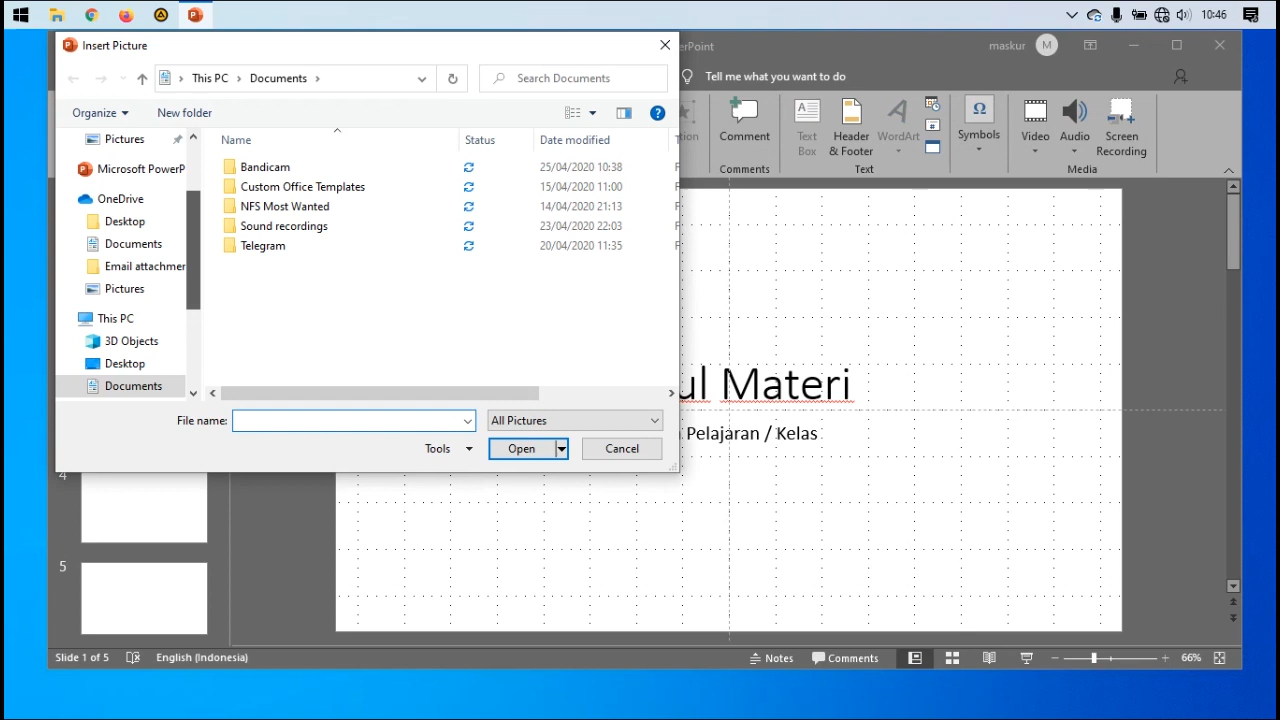 10:46
Insert Picture
PowerPoint
maskur
M
This PC
Documents
Search Documents
Tell me what you want to do
Organize
New folder
Comment
Text
Box
Header
& Footer
WordArt
Symbols
Video
Audio
Screen
Recording
Comments
Text
Media
Name
Status
Date modified
Pictures
Microsoft PowerP
OneDrive
Desktop
Documents
Email attachmer
Pictures
This PC
3D Objects
Desktop
Documents
Bandicam 25/04/2020 10:38
Custom Office Templates 15/04/2020 11:00
NFS Most Wanted 14/04/2020 21:13
Sound recordings 23/04/2020 22:03
Telegram 20/04/2020 11:35
File name:
All Pictures
Tools
Open
Cancel
ul Materi
Pelajaran / Kelas
4
5
Slide 1 of 5
English (Indonesia)
Notes
Comments
66%